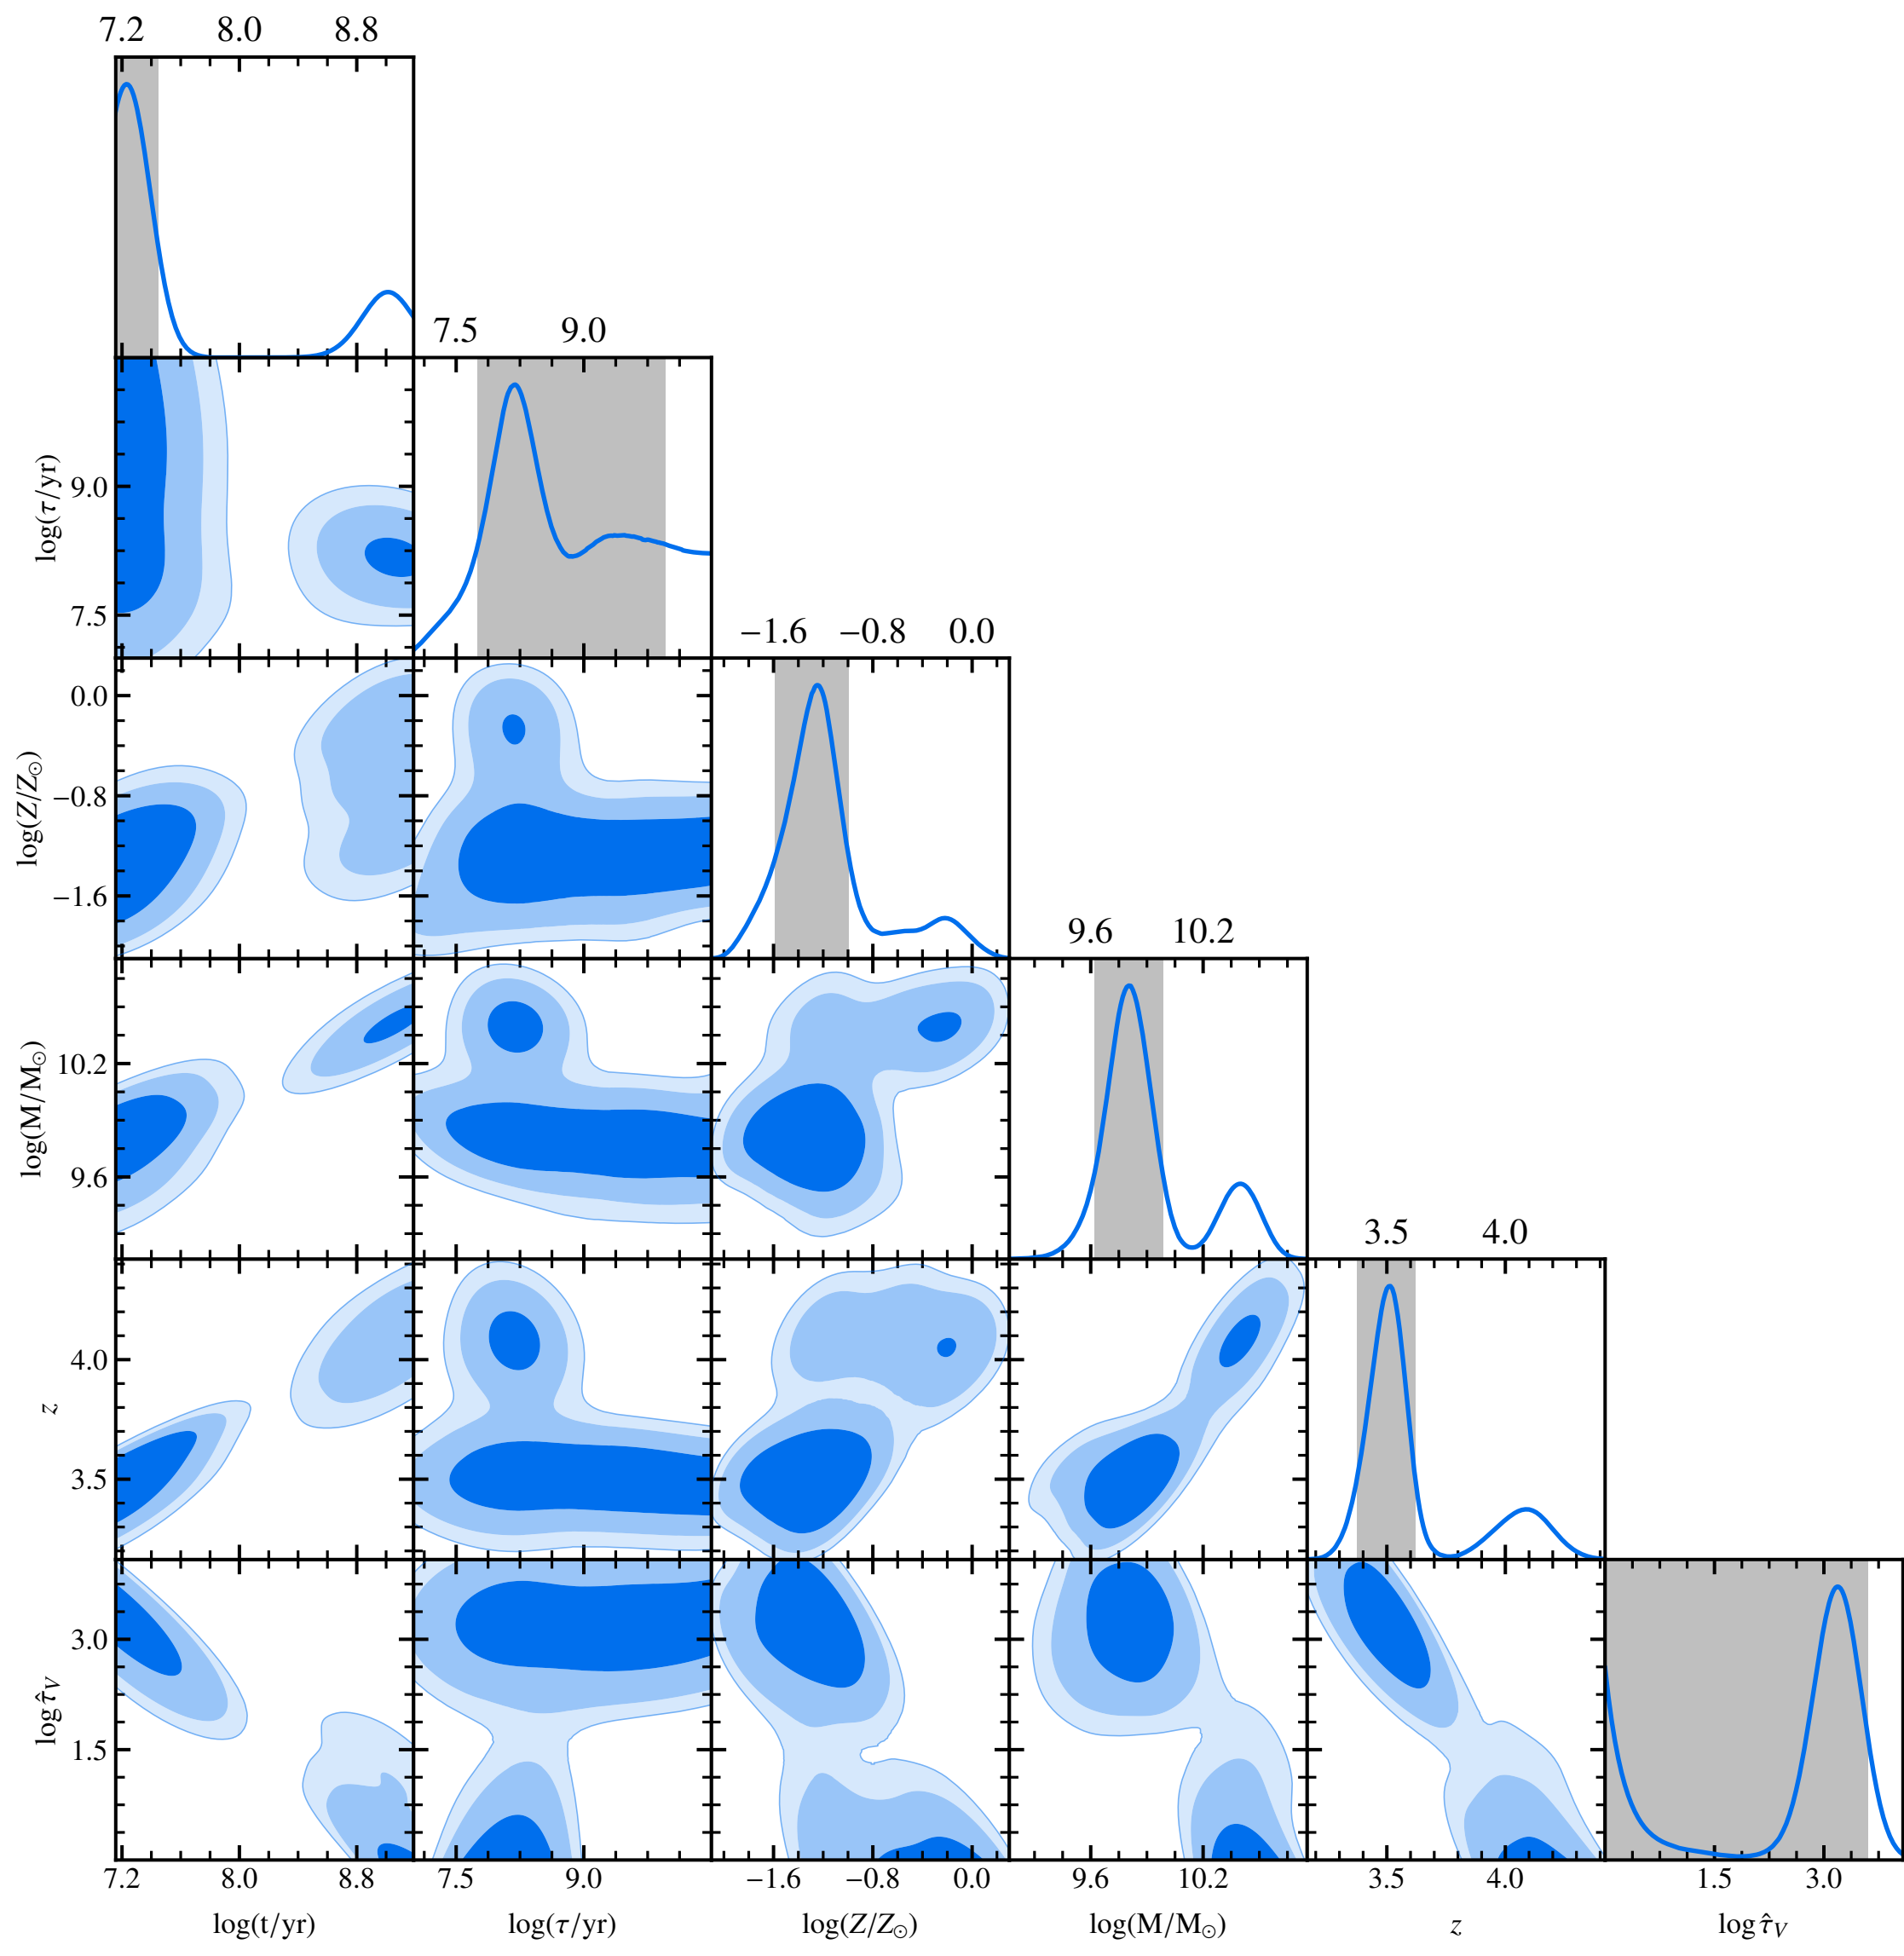 7.2 8.0 8.8
7.5 9.0
log(τ/yr)
9.0
7.5
−1.6 −0.8 0.0
log(Z/Z⊙)
0.0
−0.8
−1.6
9.6 10.2
log(M/M⊙)
10.2
9.6
3.5 4.0
z
4.0
3.5
log τ̂V
3.0
1.5
7.2 8.0 8.8 7.5 9.0 −1.6 −0.8 0.0 9.6 10.2 3.5 4.0 1.5 3.0
log(t/yr) log(τ/yr) log(Z/Z⊙) log(M/M⊙) z log τ̂V